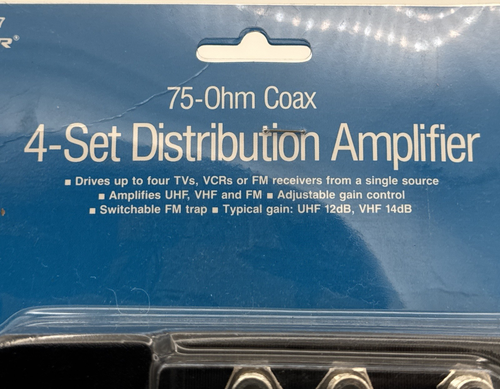 7
75-Ohm Coax
4-Set Distribution Amplifier
▪ Drives up to four TVs, VCRs or FM receivers from a single source
▪ Amplifies UHF, VHF and FM ▪ Adjustable gain control
▪ Switchable FM trap ▪ Typical gain: UHF 12dB, VHF 14dB